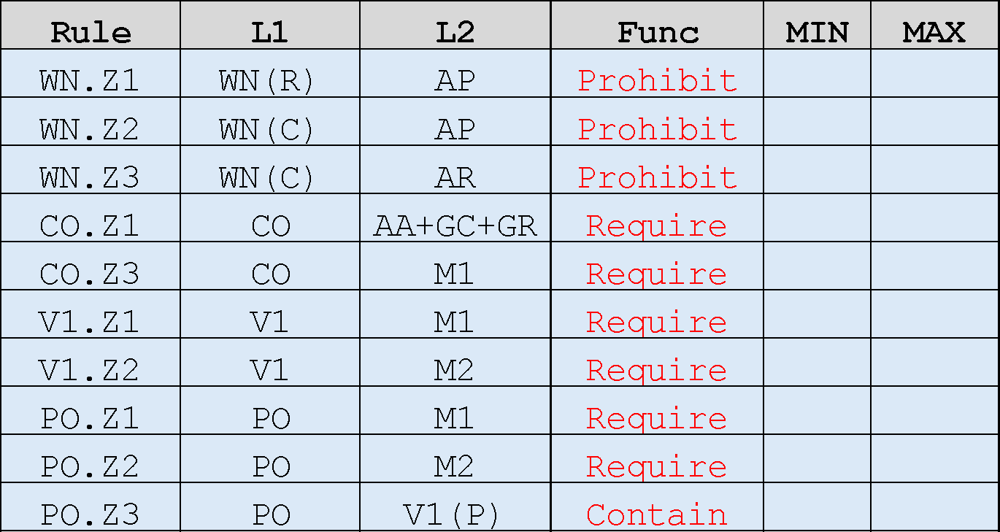 Rule L1 L2 Func MIN MAX
WN.Z1 WN(R) AP Prohibit
WN.Z2 WN(C) AP Prohibit
WN.Z3 WN(C) AR Prohibit
CO.Z1 CO AA+GC+GR Require
CO.Z3 CO M1 Require
V1.Z1 V1 M1 Require
V1.Z2 V1 M2 Require
PO.Z1 PO M1 Require
PO.Z2 PO M2 Require
PO.Z3 PO V1(P) Contain